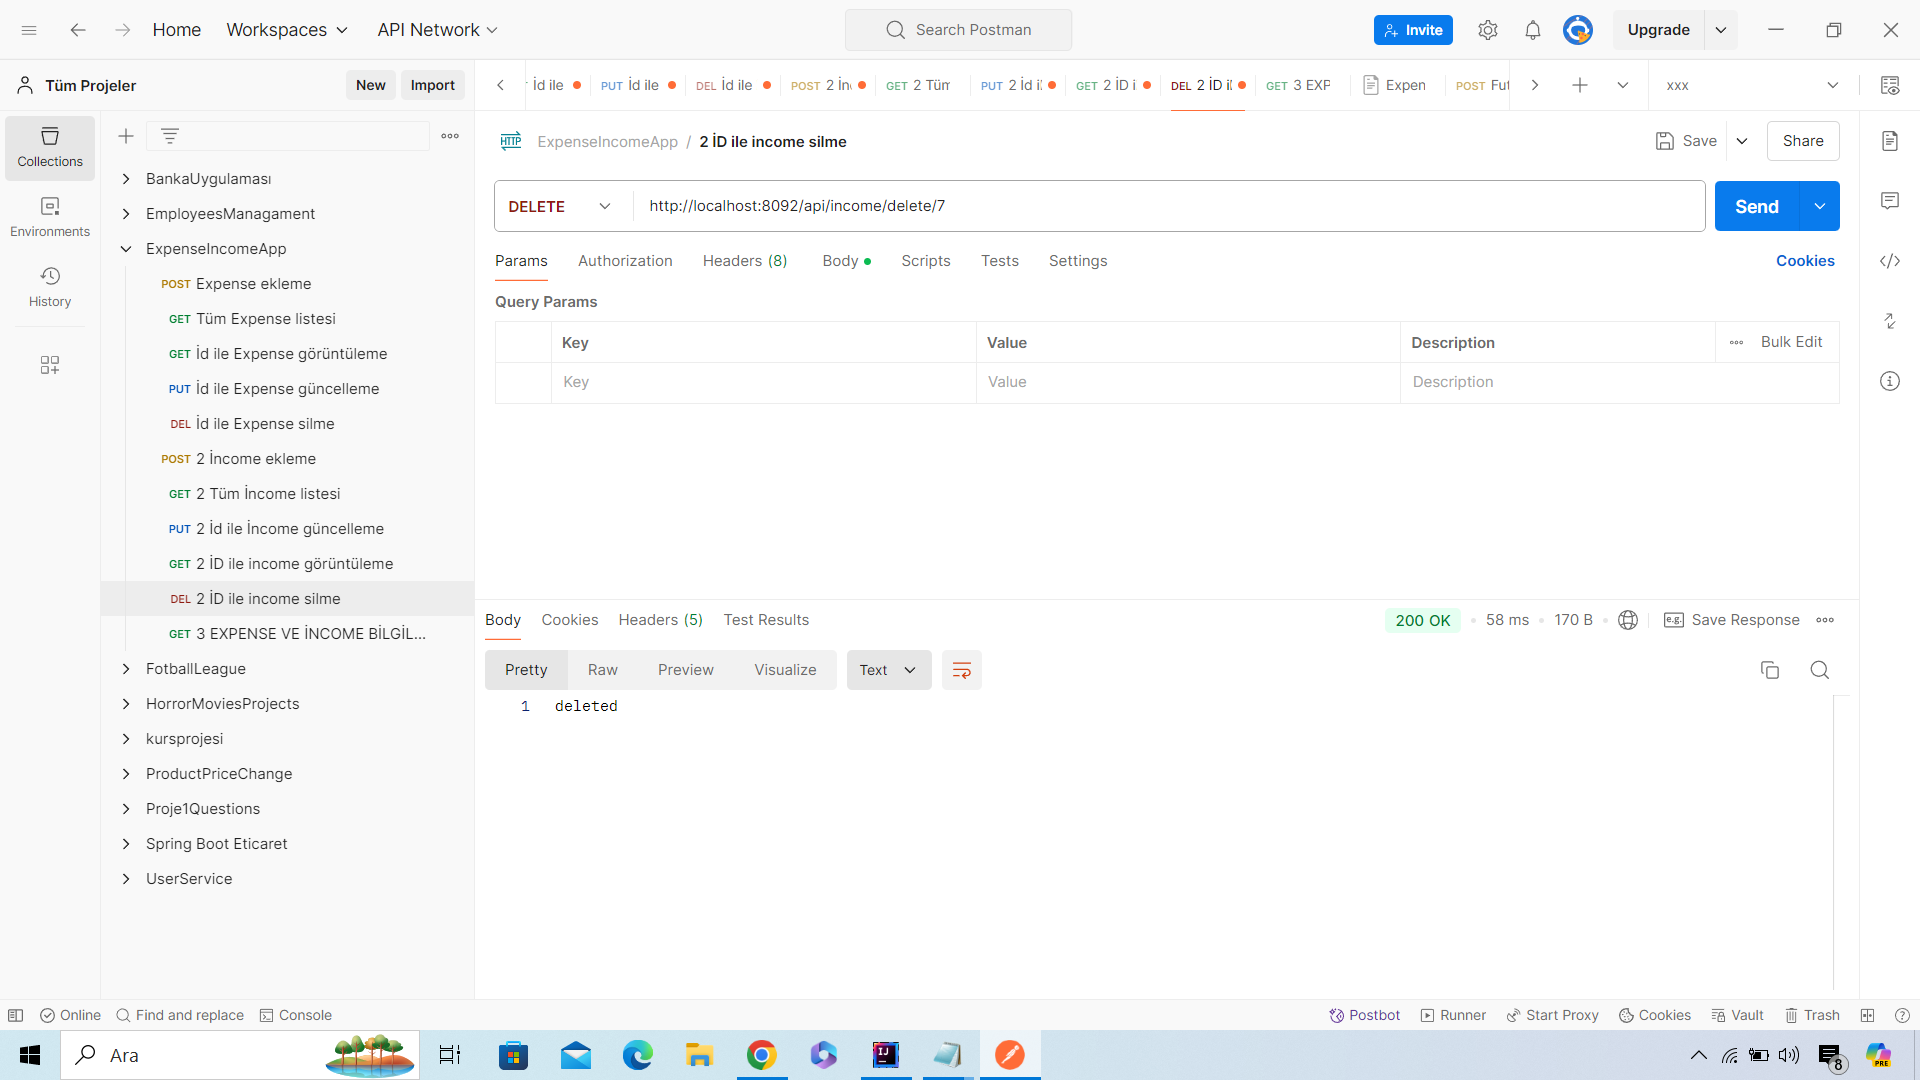 Home Workspaces API Network Search Postman Invite Upgrade
Tüm Projeler New Import
İd ile PUT İd ile DEL İd ile POST 2 İn GET 2 Tüm PUT 2 İd i GET 2 İD i DEL 2 İD il GET 3 EXP Expen POST Fut xxx
Collections
Environments
History
BankaUygulaması
EmployeesManagament
ExpenseIncomeApp
POST Expense ekleme
GET Tüm Expense listesi
GET İd ile Expense görüntüleme
PUT İd ile Expense güncelleme
DEL İd ile Expense silme
POST 2 İncome ekleme
GET 2 Tüm İncome listesi
PUT 2 İd ile İncome güncelleme
GET 2 İD ile income görüntüleme
DEL 2 İD ile income silme
GET 3 EXPENSE VE İNCOME BİLGİL...
FotballLeague
HorrorMoviesProjects
kursprojesi
ProductPriceChange
Proje1Questions
Spring Boot Eticaret
UserService
HTTP ExpenseIncomeApp / 2 İD ile income silme Save Share
DELETE http://localhost:8092/api/income/delete/7 Send
Params Authorization Headers (8) Body Scripts Tests Settings Cookies
Query Params
Key Value Description Bulk Edit
Key Value Description
Body Cookies Headers (5) Test Results 200 OK 58 ms 170 B e.g. Save Response
Pretty Raw Preview Visualize Text
1 deleted
Online Find and replace Console Postbot Runner Start Proxy Cookies Vault Trash
Ara IJ 8 PRE